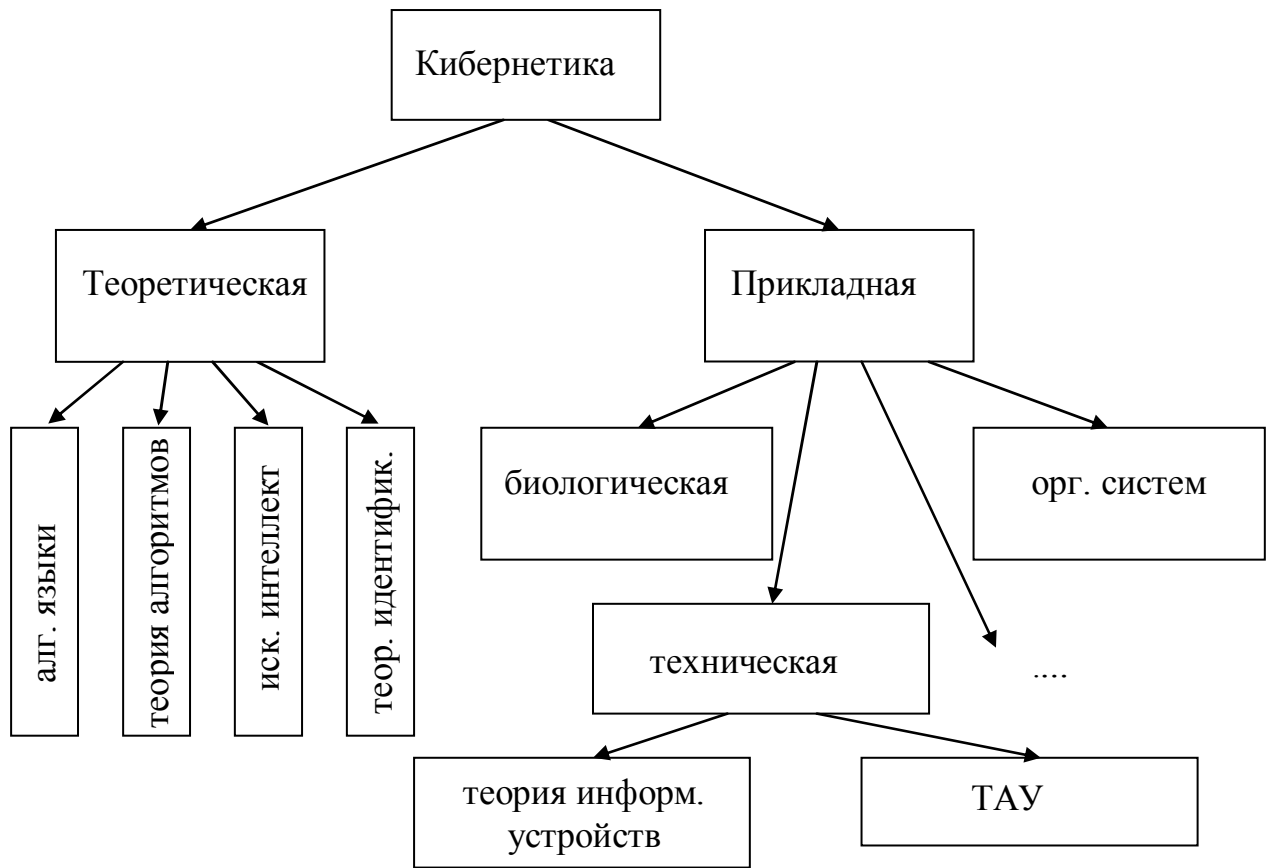 Кибернетика
Теоретическая
Прикладная
алг. языки
теория алгоритмов
иск. интеллект
теор. идентифик.
биологическая
орг. систем
техническая
....
теория информ.
устройств
ТАУ